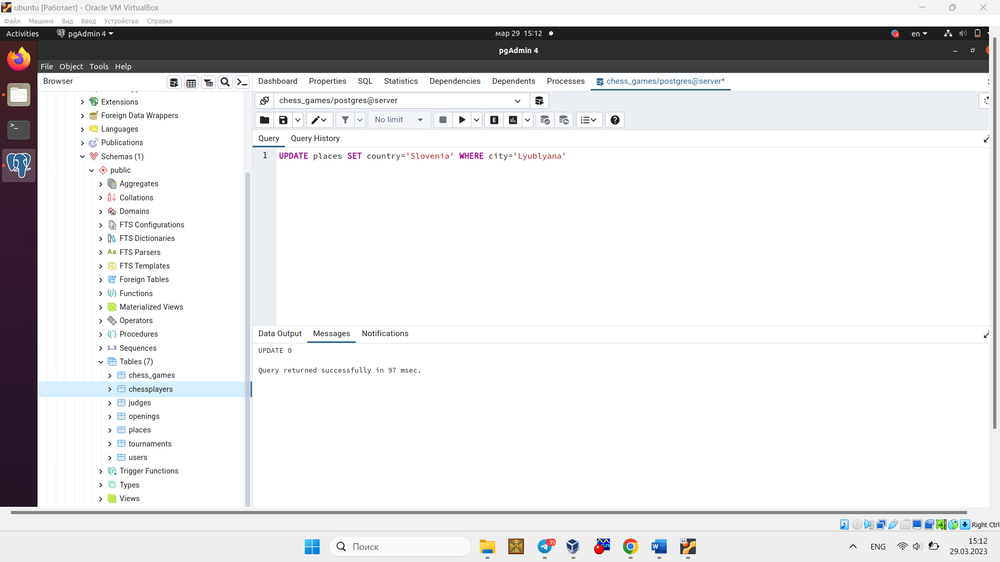 ubuntu [Работает] - Oracle VM VirtualBox
Файл Машина Вид Ввод Устройства Справка
Activities pgAdmin 4 мар 29 15:12 en
pgAdmin 4
File Object Tools Help
Browser
Dashboard Properties SQL Statistics Dependencies Dependents Processes chess_games/postgres@server*
chess_games/postgres@server
No limit
Query Query History
1 UPDATE places SET country='Slovenia' WHERE city='Lyublyana'
Extensions
Foreign Data Wrappers
Languages
Publications
Schemas (1)
public
Aggregates
Collations
Domains
FTS Configurations
FTS Dictionaries
Aa FTS Parsers
FTS Templates
Foreign Tables
Functions
Materialized Views
Operators
Procedures
1..3 Sequences
Tables (7)
chess_games
chessplayers
judges
openings
places
tournaments
users
Trigger Functions
Types
Views
Data Output Messages Notifications
UPDATE 0
Query returned successfully in 97 msec.
Right Ctrl
Поиск
ENG
15:12
29.03.2023